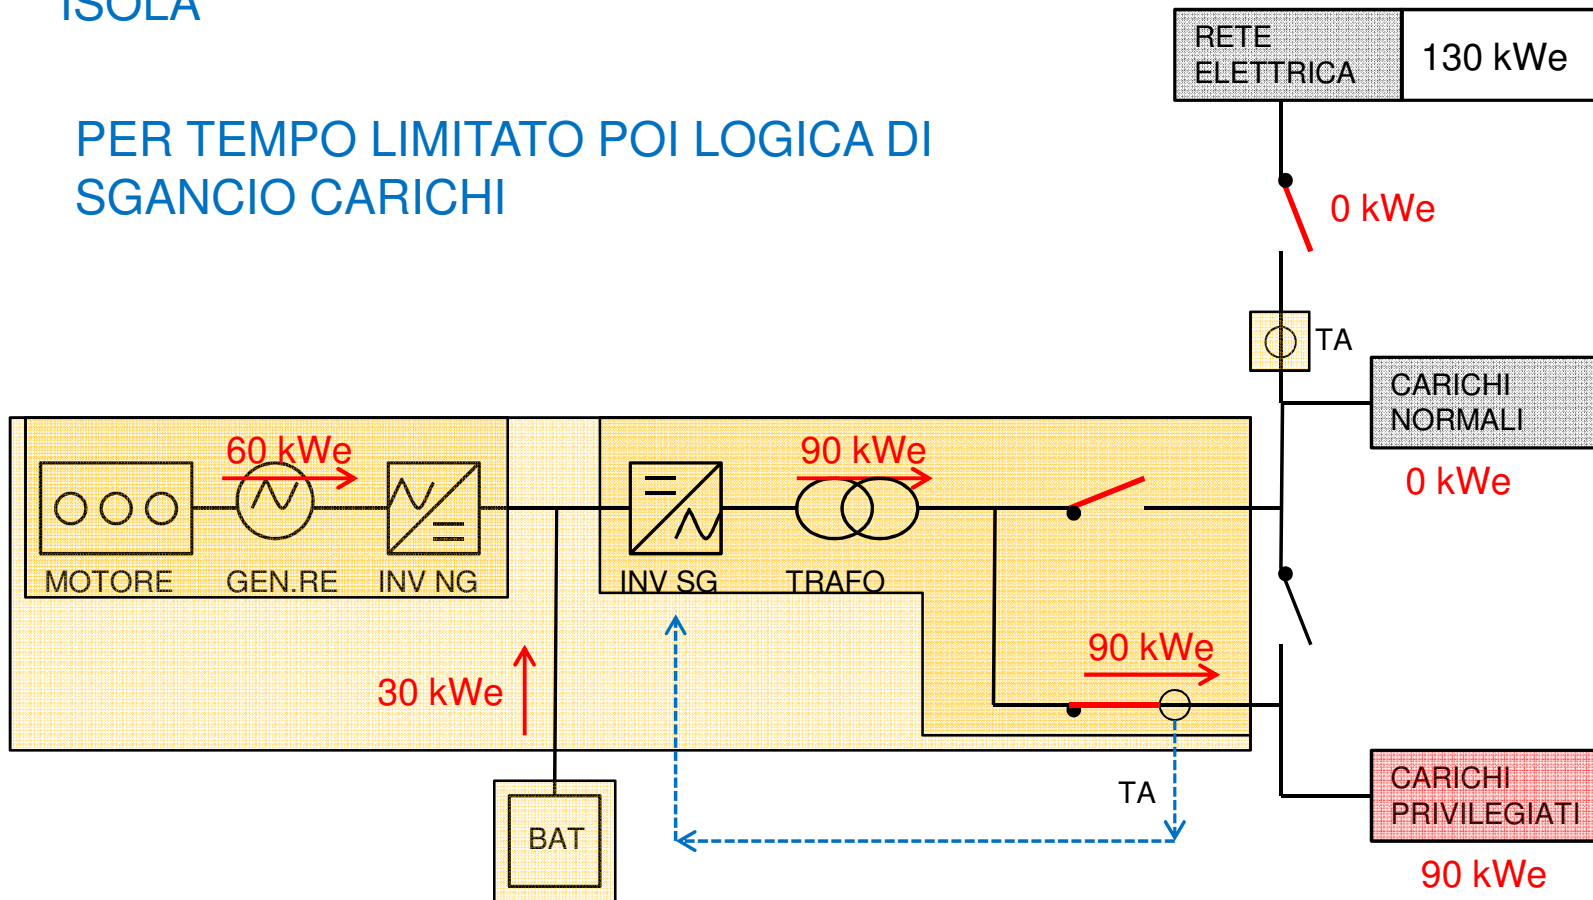 ISOLA
RETE
ELETTRICA
130 kWe
PER TEMPO LIMITATO POI LOGICA DI
SGANCIO CARICHI
0 kWe
TA
CARICHI
NORMALI
0 kWe
60 kWe
90 kWe
MOTORE
GEN.RE
INV NG
INV SG
TRAFO
90 kWe
30 kWe
TA
CARICHI
PRIVILEGIATI
90 kWe
BAT